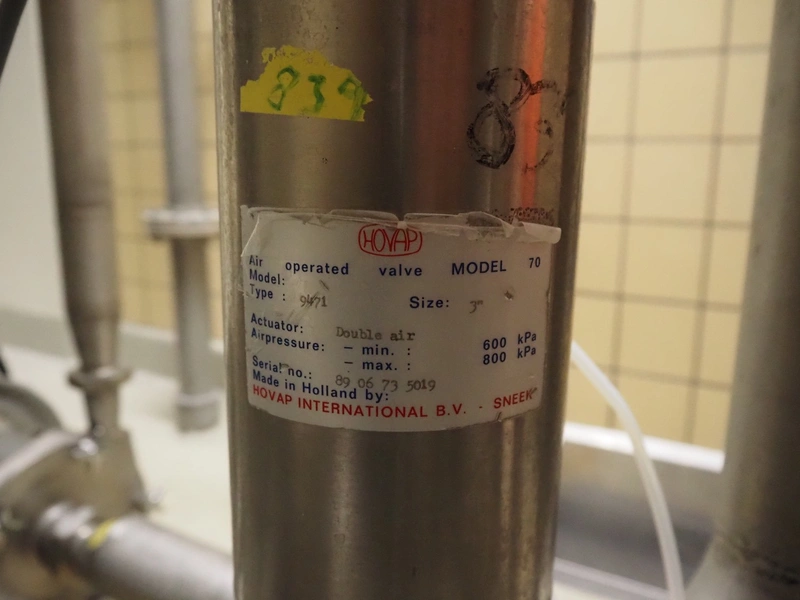 839
83
HOVAP
Air operated valve MODEL 70
Model:
Type : 9471 Size: 3"
Actuator: Double air
Airpressure: – min. : 600 kPa
– max. : 800 kPa
Serial no.: 89 06 73 5019
Made in Holland by:
HOVAP INTERNATIONAL B.V. - SNEEK